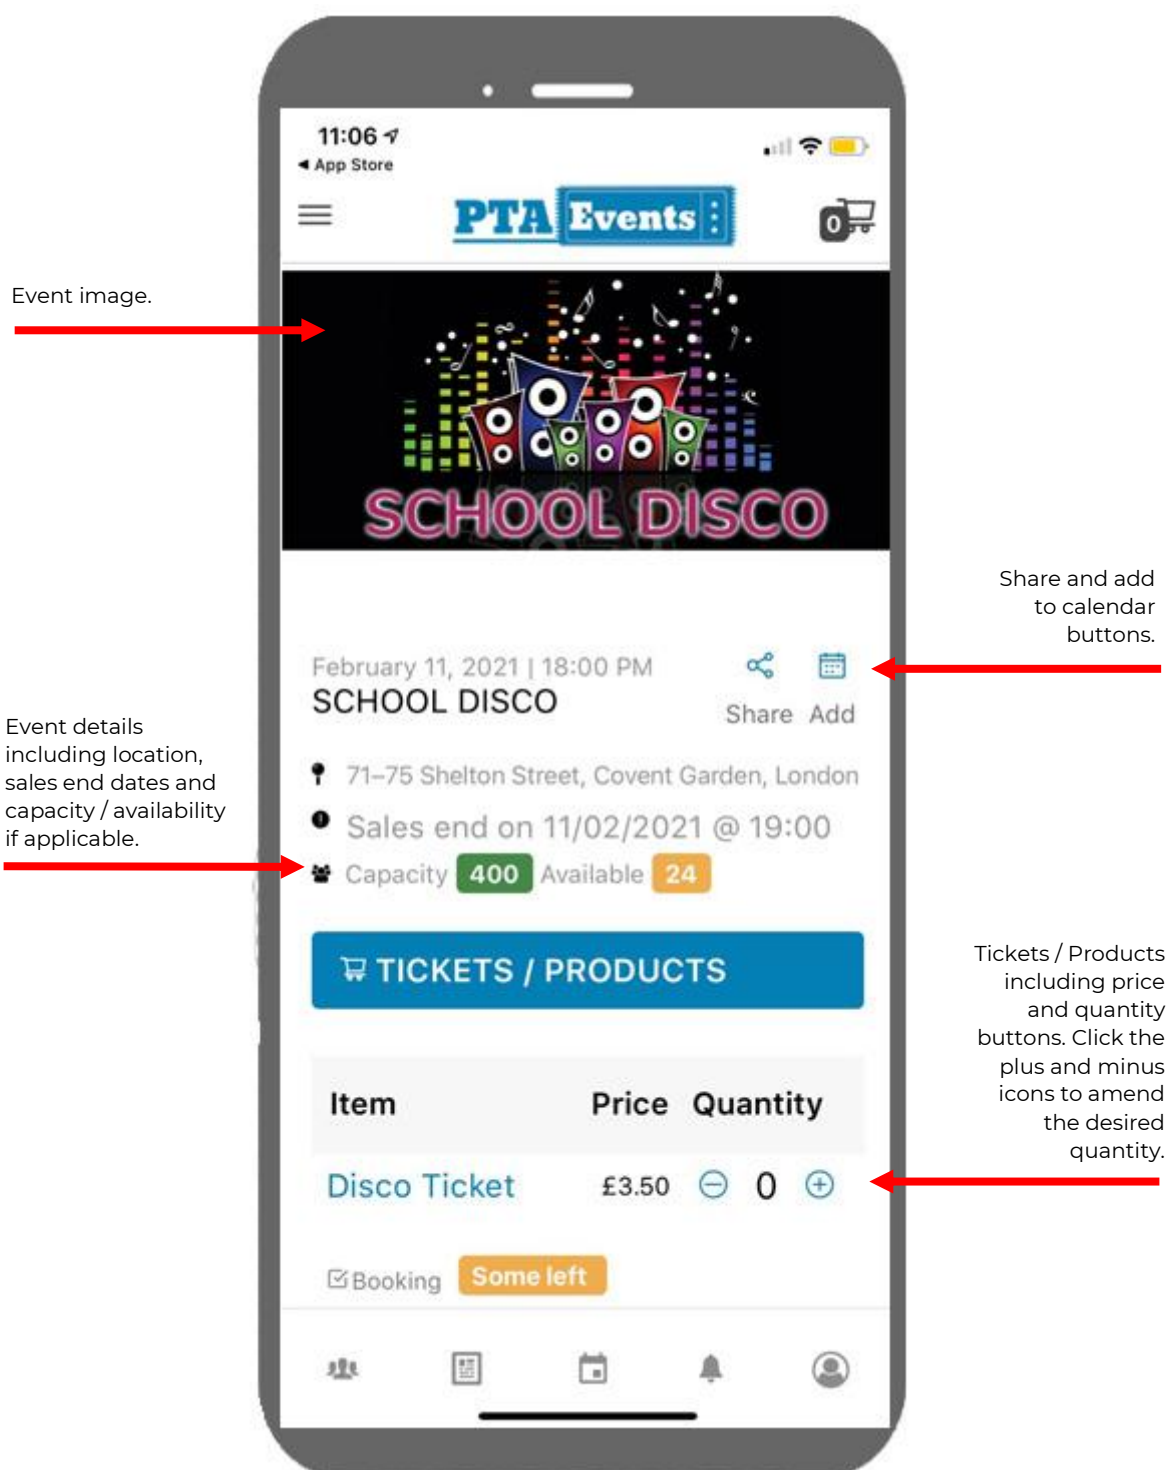 11:06
App Store
PTA Events
0
Event image.
SCHOOL DISCO
Share and add
to calendar
buttons.
February 11, 2021 | 18:00 PM
SCHOOL DISCO
Share Add
Event details
including location,
sales end dates and
capacity / availability
if applicable.
71–75 Shelton Street, Covent Garden, London
Sales end on 11/02/2021 @ 19:00
Capacity 400 Available 24
TICKETS / PRODUCTS
Tickets / Products
including price
and quantity
buttons. Click the
plus and minus
icons to amend
the desired
quantity.
Item Price Quantity
Disco Ticket £3.50 0
Booking Some left